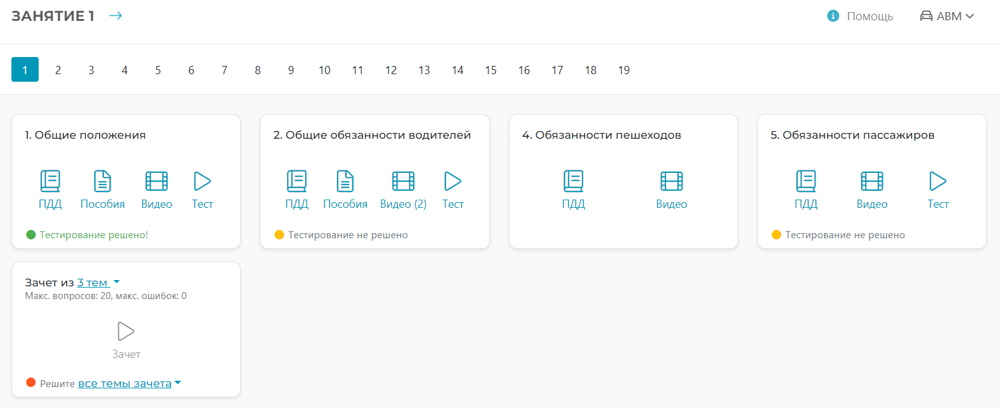 ЗАНЯТИЕ 1
Помощь
ABM
1 2 3 4 5 6 7 8 9 10 11 12 13 14 15 16 17 18 19
1. Общие положения
ПДД Пособия Видео Тест
Тестирование решено!
2. Общие обязанности водителей
ПДД Пособия Видео (2) Тест
Тестирование не решено
4. Обязанности пешеходов
ПДД Видео
5. Обязанности пассажиров
ПДД Видео Тест
Тестирование не решено
Зачет из 3 тем
Макс. вопросов: 20, макс. ошибок: 0
Зачет
Решите все темы зачета